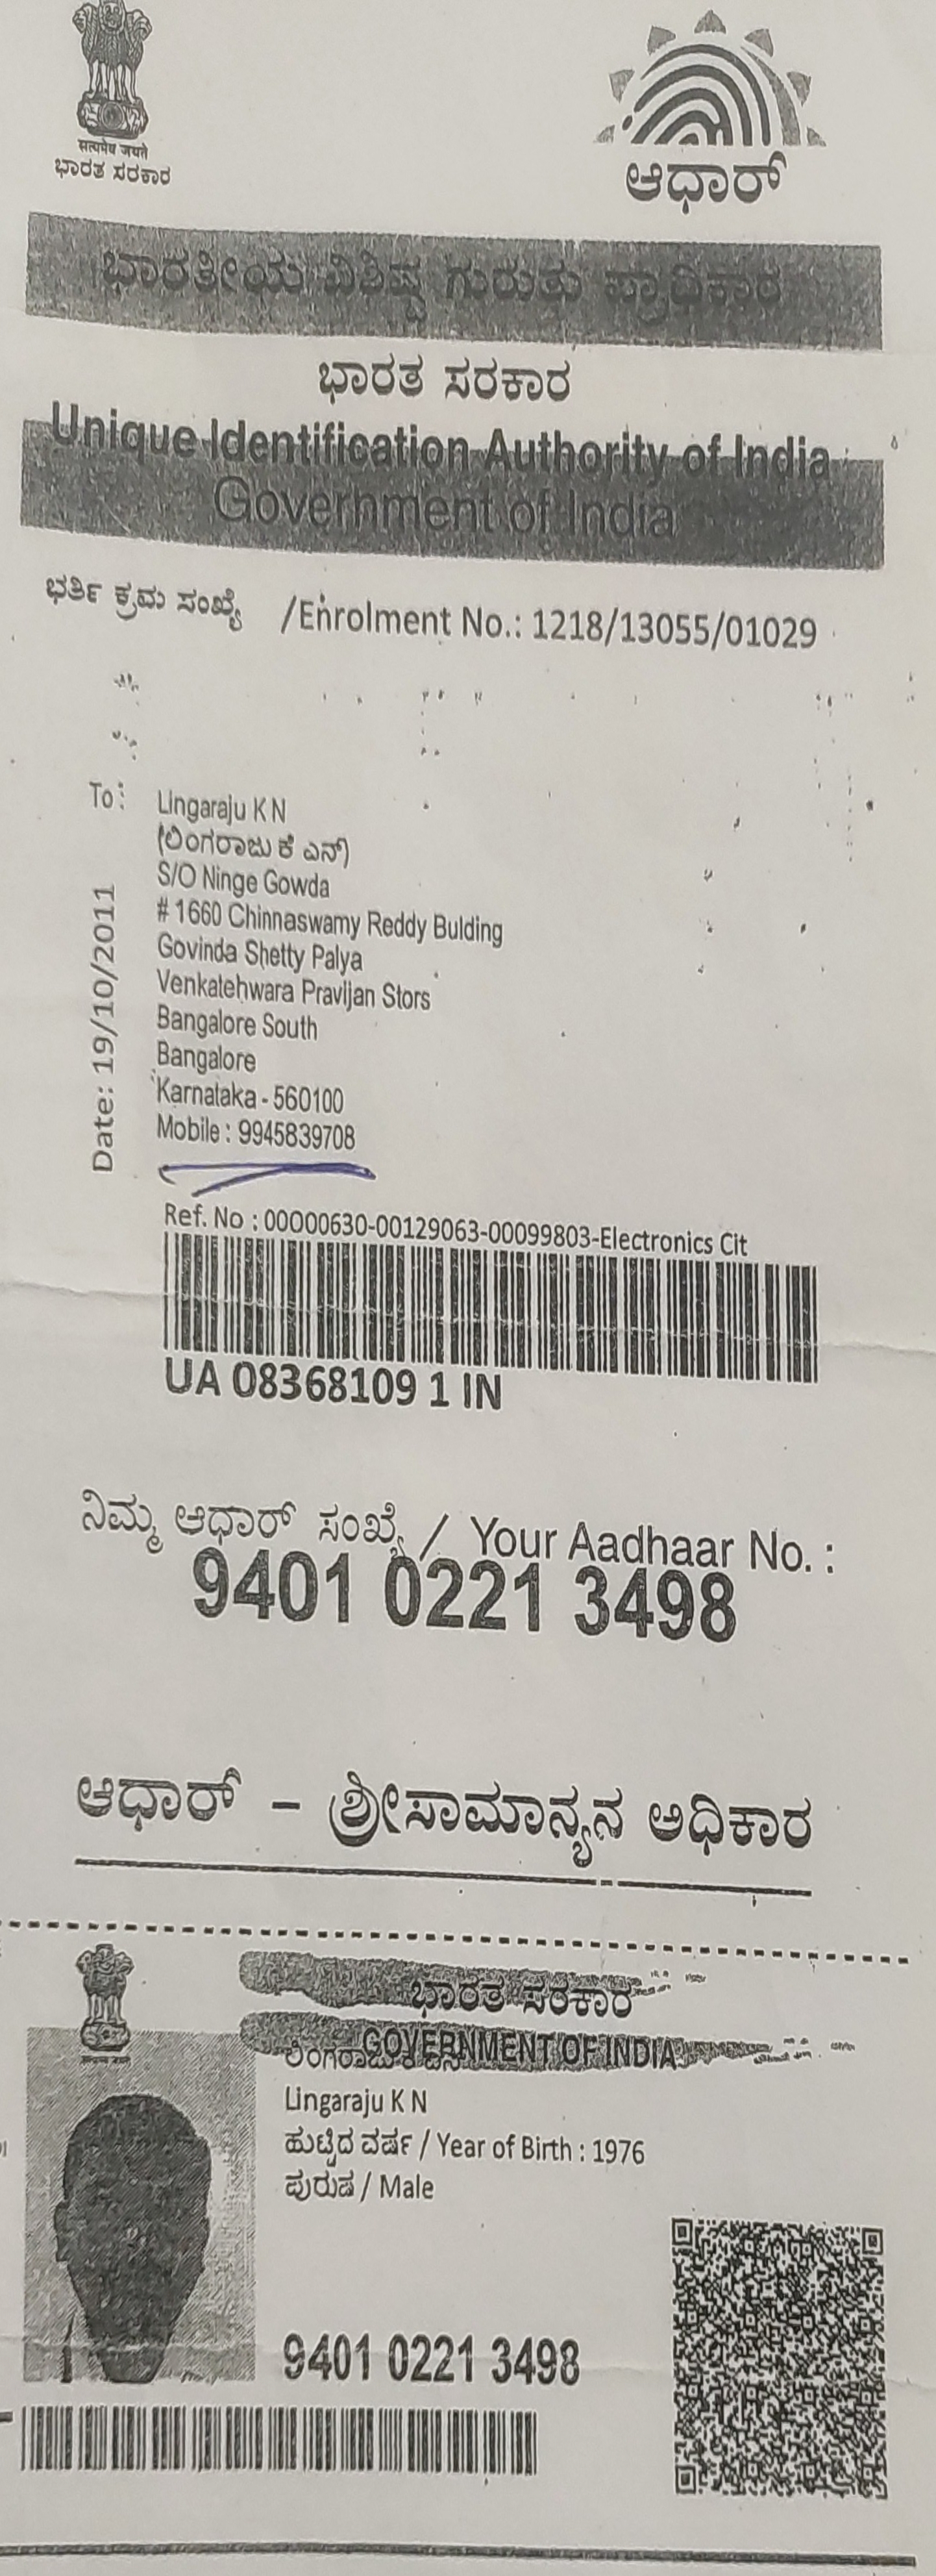 सत्यमेव जयते
ಭಾರತ ಸರಕಾರ
ಆಧಾರ್
ಭಾರತೀಯ ವಿಶಿಷ್ಟ ಗುರುತು ಪ್ರಾಧಿಕಾರ
ಭಾರತ ಸರಕಾರ
Unique Identification Authority of India
Government of India
ಭರ್ತಿ ಕ್ರಮ ಸಂಖ್ಯೆ /Enrolment No.: 1218/13055/01029
To:
Lingaraju K N
(ಲಿಂಗರಾಜು ಕೆ ಎನ್)
S/O Ninge Gowda
# 1660 Chinnaswamy Reddy Bulding
Govinda Shetty Palya
Venkatehwara Pravijan Stors
Bangalore South
Bangalore
Karnataka - 560100
Mobile : 9945839708
Date: 19/10/2011
Ref. No : 00000630-00129063-00099803-Electronics Cit
UA 08368109 1 IN
ನಿಮ್ಮ ಆಧಾರ್ ಸಂಖ್ಯೆ / Your Aadhaar No. :
9401 0221 3498
ಆಧಾರ್ - ಶ್ರೀಸಾಮಾನ್ಯನ ಅಧಿಕಾರ
ಭಾರತ ಸರಕಾರ
GOVERNMENT OF INDIA
ಲಿಂಗರಾಜು ಕೆ ಎನ್
Lingaraju K N
ಹುಟ್ಟಿದ ವರ್ಷ / Year of Birth : 1976
ಪುರುಷ / Male
9401 0221 3498